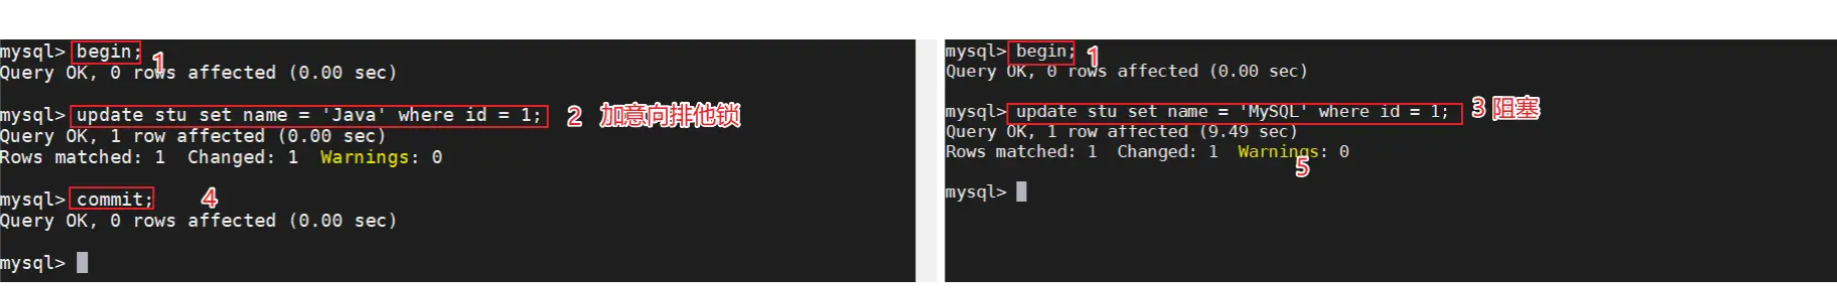 mysql> begin; 1
Query OK, 0 rows affected (0.00 sec)
mysql> update stu set name = 'Java' where id = 1; 2 加意向排他锁
Query OK, 1 row affected (0.00 sec)
Rows matched: 1 Changed: 1 Warnings: 0
mysql> commit; 4
Query OK, 0 rows affected (0.00 sec)
mysql>
mysql> begin; 1
Query OK, 0 rows affected (0.00 sec)
mysql> update stu set name = 'MySQL' where id = 1; 3 阻塞
Query OK, 1 row affected (9.49 sec)
Rows matched: 1 Changed: 1 Warnings: 0
5
mysql>